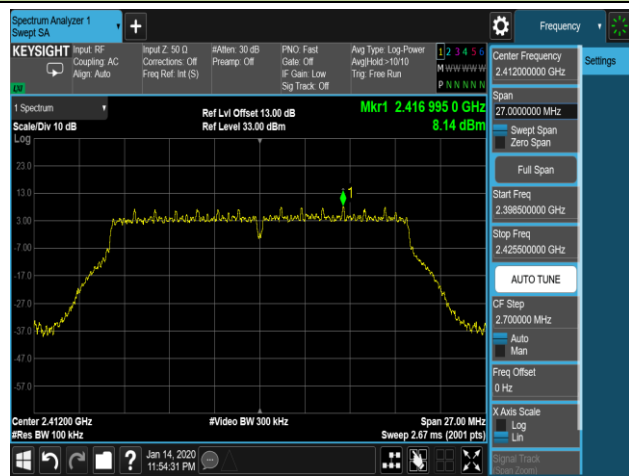 Spectrum Analyzer 1
Swept SA
Frequency
KEYSIGHT
Input: RF
Coupling: AC
Align: Auto
Input Z: 50 Ω
Corrections: Off
Freq Ref: Int (S)
#Atten: 30 dB
Preamp: Off
PNO: Fast
Gate: Off
IF Gain: Low
Sig Track: Off
Avg Type: Log-Power
Avg|Hold:>10/10
Trig: Free Run
1 2 3 4 5 6
M W W W W W
P N N N N N
LXI
1 Spectrum
Scale/Div 10 dB
Log
Ref Lvl Offset 13.00 dB
Ref Level 33.00 dBm
Mkr1 2.416 995 0 GHz
8.14 dBm
1
23.0
13.0
3.00
-7.00
-17.0
-27.0
-37.0
-47.0
-57.0
Center 2.41200 GHz
#Res BW 100 kHz
#Video BW 300 kHz
Span 27.00 MHz
Sweep 2.67 ms (2001 pts)
Jan 14, 2020
11:54:31 PM
Settings
Center Frequency
2.412000000 GHz
Span
27.0000000 MHz
Swept Span
Zero Span
Full Span
Start Freq
2.398500000 GHz
Stop Freq
2.425500000 GHz
AUTO TUNE
CF Step
2.700000 MHz
Auto
Man
Freq Offset
0 Hz
X Axis Scale
Log
Lin
Signal Track
(Span Zoom)